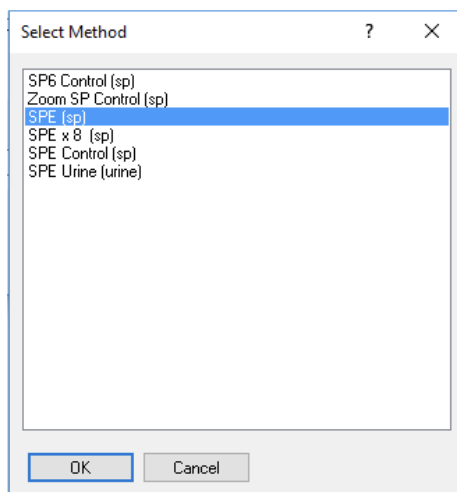 Select Method ?
SP6 Control (sp)
Zoom SP Control (sp)
SPE (sp)
SPE x 8  (sp)
SPE Control (sp)
SPE Urine (urine)
OK Cancel